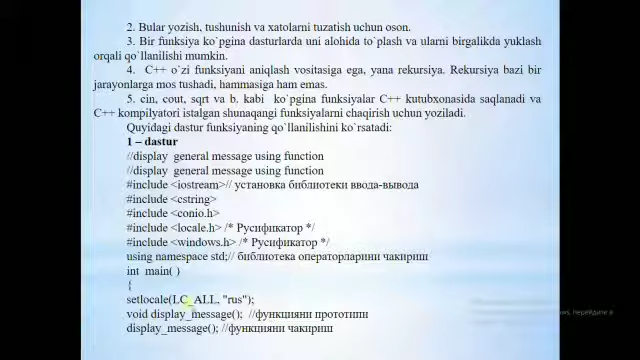 2. Bular yozish, tushunish va xatolarni tuzatish uchun oson.
3. Bir funksiya ko`pgina dasturlarda uni alohida to`plash va ularni birgalikda yuklash
orqali qo`llanilishi mumkin.
4. C++ o`zi funksiyani aniqlash vositasiga ega, yana rekursiya. Rekursiya bazi bir
jarayonlarga mos tushadi, hammasiga ham emas.
5. cin, cout, sqrt va b. kabi ko`pgina funksiyalar C++ kutubxonasida saqlanadi va
C++ kompilyatori istalgan shunaqangi funksiyalarni chaqirish uchun yoziladi.
Quyidagi dastur funksiyaning qo`llanilishini ko`rsatadi:
1 – dastur
//display general message using function
//display general message using function
#include <iostream>// установка библиотеки ввода-вывода
#include <cstring>
#include <conio.h>
#include <locale.h> /* Русификатор */
#include <windows.h> /* Русификатор */
using namespace std;// библиотека операторларини чакириш
int main( )
{
setlocale(LC_ALL, "rus");
void display_message(); //функцияни прототипи
display_message(); //функцияни чакириш
ws, перейдите в